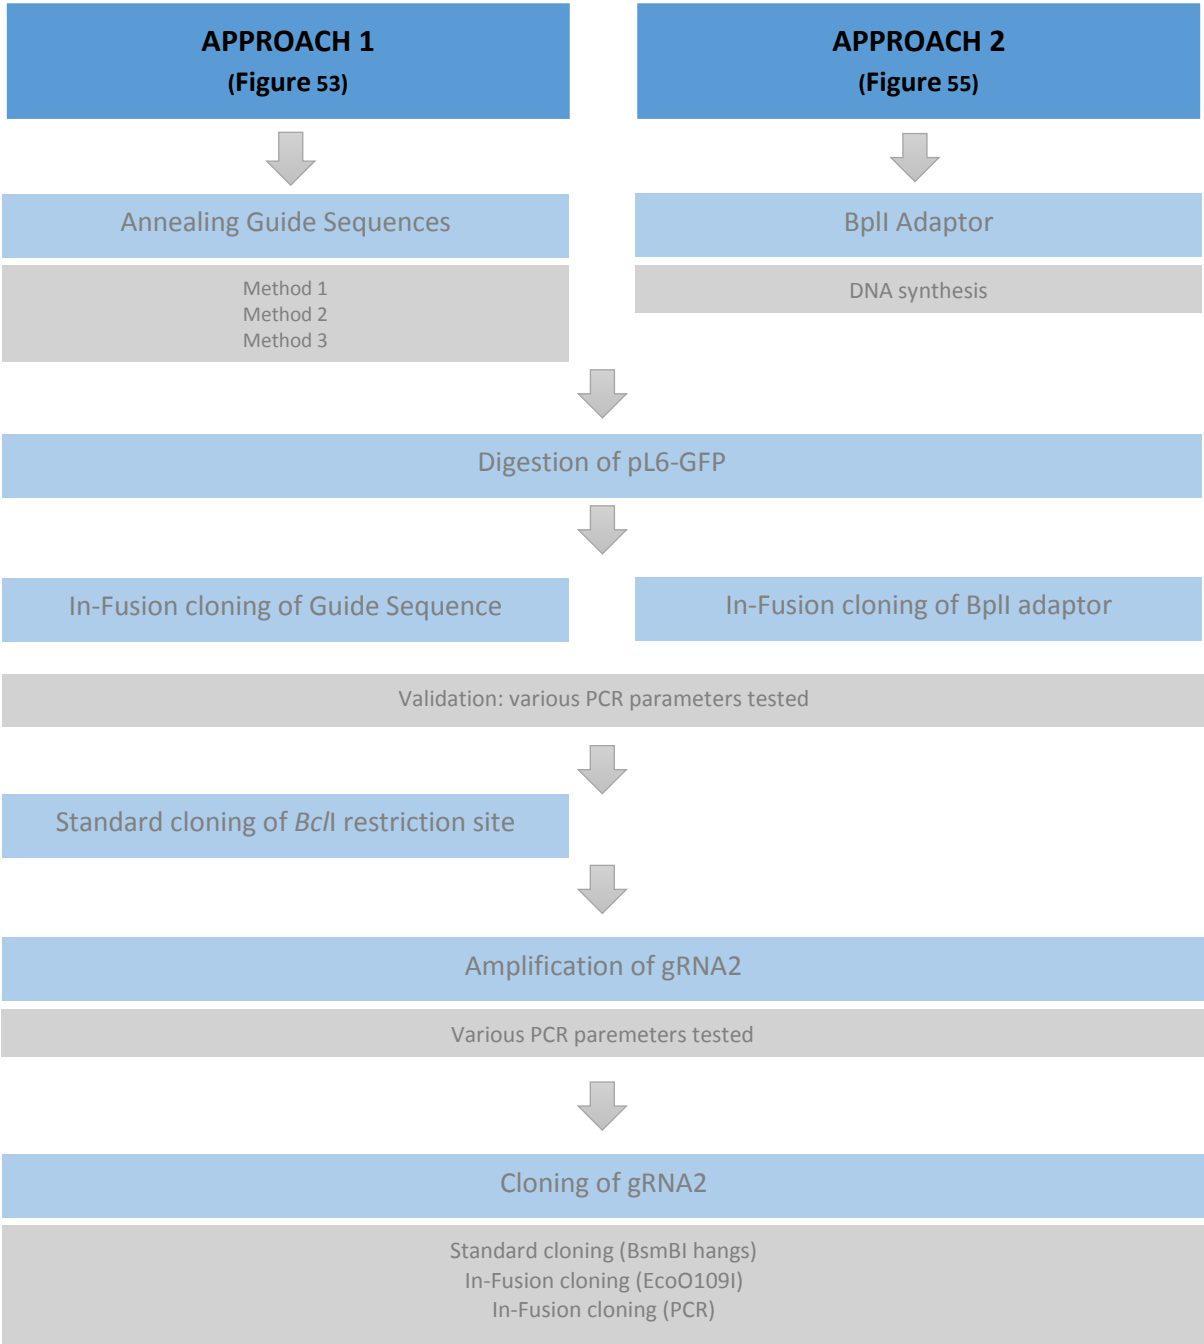 APPROACH 1
(Figure 53)
APPROACH 2
(Figure 55)
Annealing Guide Sequences
BplI Adaptor
Method 1
Method 2
Method 3
DNA synthesis
Digestion of pL6-GFP
In-Fusion cloning of Guide Sequence
In-Fusion cloning of BplI adaptor
Validation: various PCR parameters tested
Standard cloning of BclI restriction site
Amplification of gRNA2
Various PCR paremeters tested
Cloning of gRNA2
Standard cloning (BsmBI hangs)
In-Fusion cloning (EcoO109I)
In-Fusion cloning (PCR)